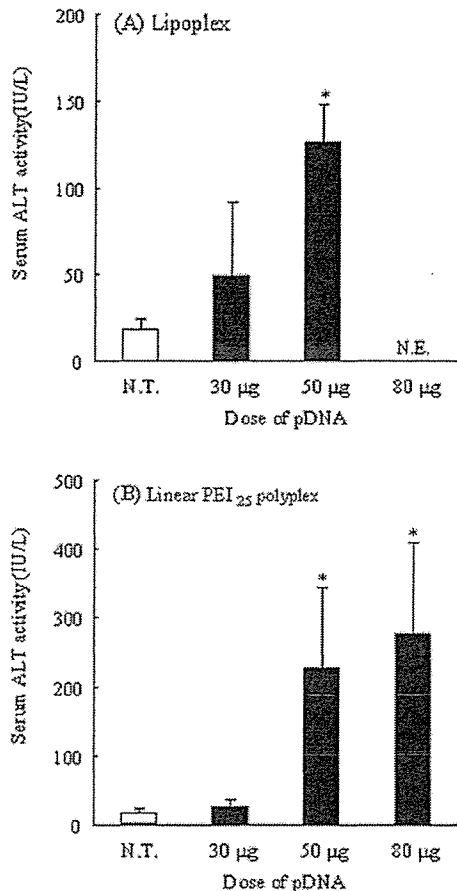 (A) Lipoplex
Serum ALT activity(IU/L)
200
150
100
50
0
*
N.E.
N.T. 30 µg 50 µg 80 µg
Dose of pDNA
(B) Linear PEI25 polyplex
Serum ALT activity(IU/L)
500
400
300
200
100
0
*
*
N.T. 30 µg 50 µg 80 µg
Dose of pDNA